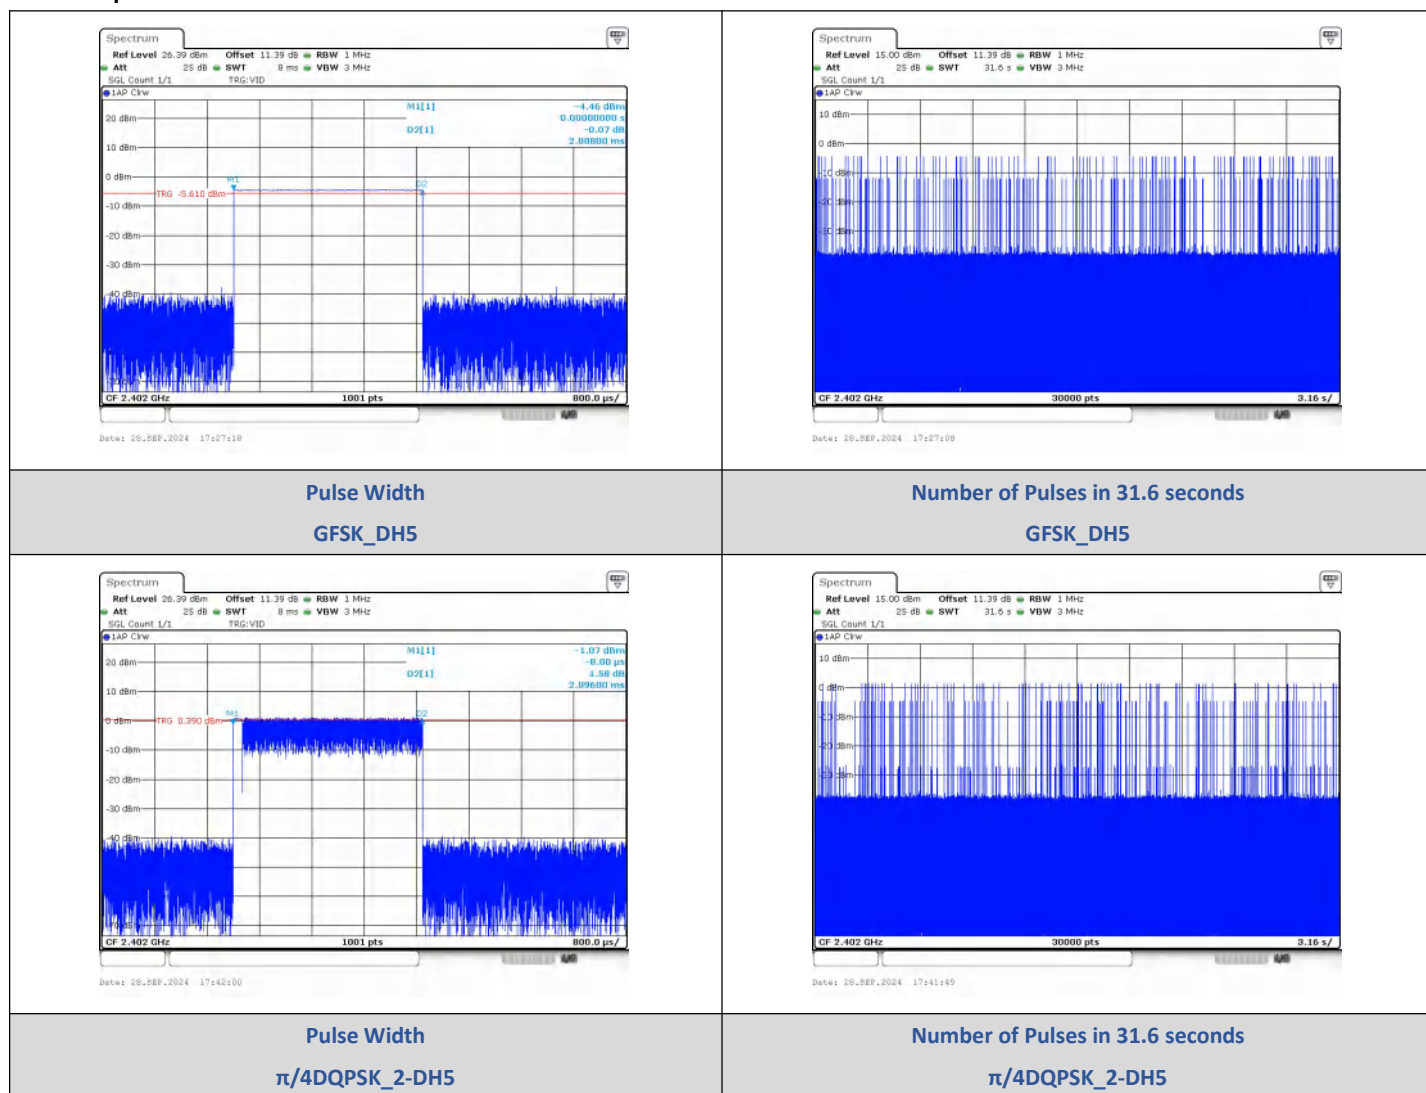 Spectrum
Ref Level 26.39 dBm Offset 11.39 dB RBW 1 MHz
Att 25 dB SWT 8 ms VBW 3 MHz
SGL Count 1/1 TRG:VID
1AP Clrw
M1[1] -4.46 dBm
0.00000000 s
D2[1] -0.07 dB
2.88800 ms
20 dBm
10 dBm
0 dBm
M1
D2
TRG -5.610 dBm
-10 dBm
-20 dBm
-30 dBm
-40 dBm
CF 2.402 GHz 1001 pts 800.0 µs/
Date: 28.SEP.2024 17:27:18
Spectrum
Ref Level 15.00 dBm Offset 11.39 dB RBW 1 MHz
Att 25 dB SWT 31.6 s VBW 3 MHz
SGL Count 1/1
1AP Clrw
10 dBm
0 dBm
-20 dBm
CF 2.402 GHz 30000 pts 3.16 s/
Date: 28.SEP.2024 17:27:08
Pulse Width
GFSK_DH5
Number of Pulses in 31.6 seconds
GFSK_DH5
Spectrum
Ref Level 26.39 dBm Offset 11.39 dB RBW 1 MHz
Att 25 dB SWT 8 ms VBW 3 MHz
SGL Count 1/1 TRG:VID
1AP Clrw
M1[1] -1.07 dBm
-8.00 µs
D2[1] 1.58 dB
2.89600 ms
20 dBm
10 dBm
M1
D2
0 dBm
TRG 0.390 dBm
-10 dBm
-20 dBm
-30 dBm
-40 dBm
CF 2.402 GHz 1001 pts 800.0 µs/
Date: 28.SEP.2024 17:42:00
Spectrum
Ref Level 15.00 dBm Offset 11.39 dB RBW 1 MHz
Att 25 dB SWT 31.6 s VBW 3 MHz
SGL Count 1/1
1AP Clrw
10 dBm
0 dBm
-20 dBm
CF 2.402 GHz 30000 pts 3.16 s/
Date: 28.SEP.2024 17:41:49
Pulse Width
π/4DQPSK_2-DH5
Number of Pulses in 31.6 seconds
π/4DQPSK_2-DH5